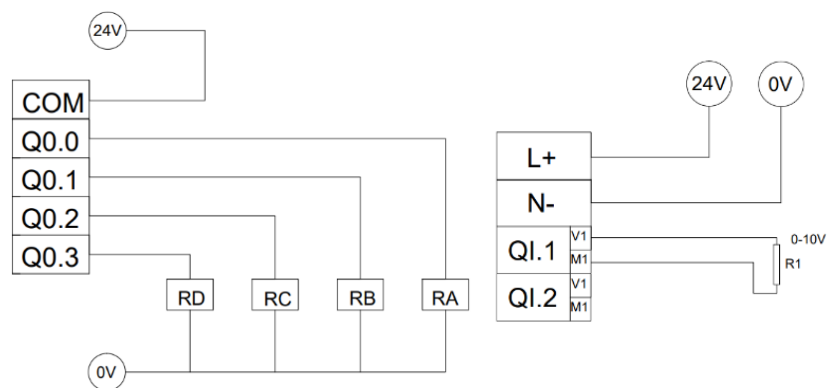 24V
COM
Q0.0
Q0.1
Q0.2
Q0.3
RD
RC
RB
RA
0V
24V
0V
L+
N-
QI.1
V1
M1
0-10V
R1
QI.2
V1
M1